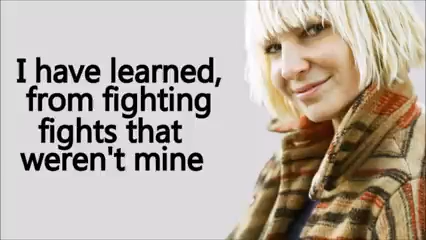 I have learned,
from fighting
fights that
weren't mine